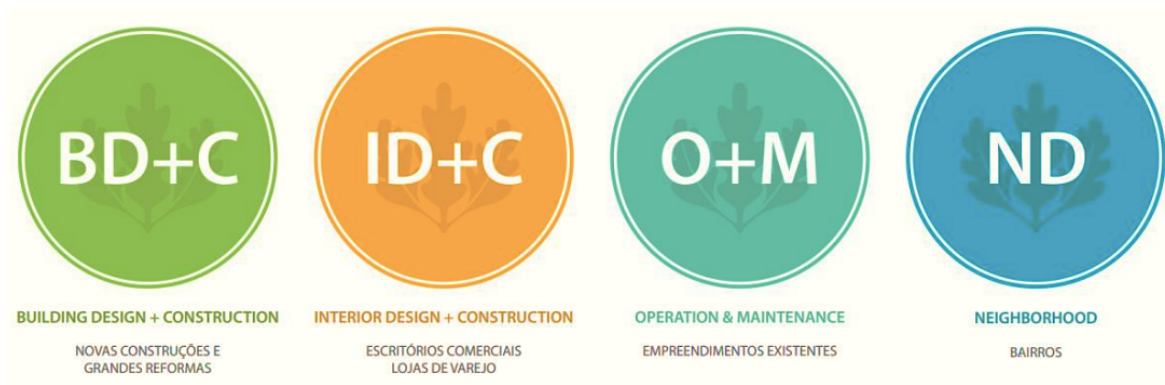 BD+C
ID+C
O+M
ND
BUILDING DESIGN + CONSTRUCTION
INTERIOR DESIGN + CONSTRUCTION
OPERATION & MAINTENANCE
NEIGHBORHOOD
NOVAS CONSTRUÇÕES E
GRANDES REFORMAS
ESCRITÓRIOS COMERCIAIS
LOJAS DE VAREJO
EMPREENDIMENTOS EXISTENTES
BAIRROS